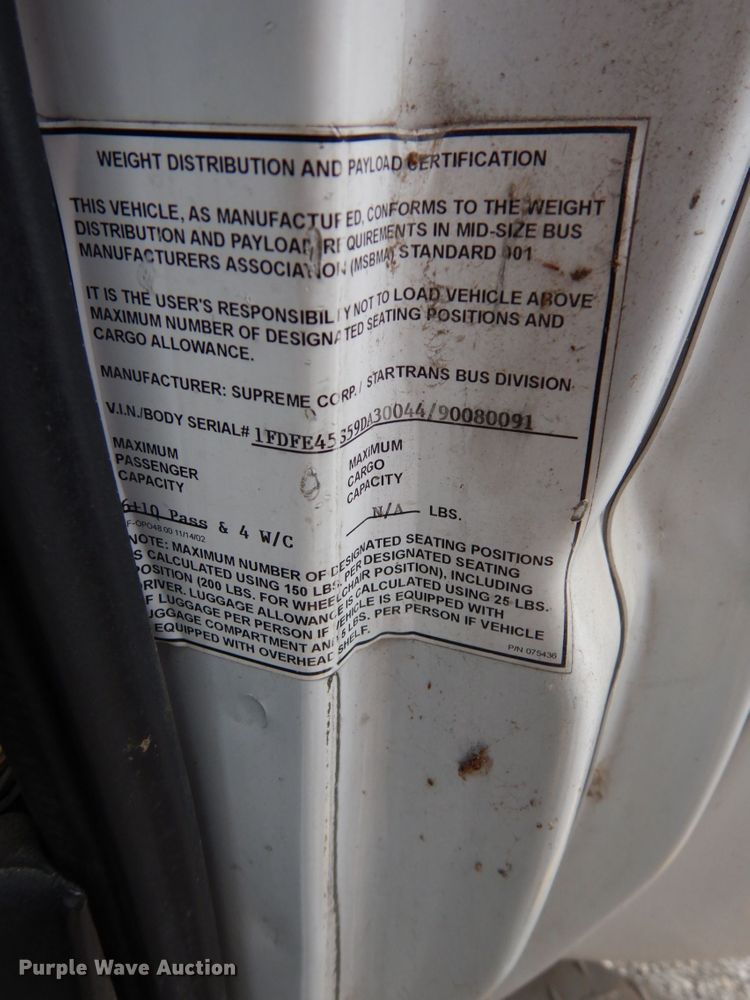 WEIGHT DISTRIBUTION AND PAYLOAD CERTIFICATION
THIS VEHICLE, AS MANUFACTURED, CONFORMS TO THE WEIGHT
DISTRIBUTION AND PAYLOAD REQUIREMENTS IN MID-SIZE BUS
MANUFACTURERS ASSOCIATION (MSBMA) STANDARD 001
IT IS THE USER'S RESPONSIBILITY NOT TO LOAD VEHICLE ABOVE
MAXIMUM NUMBER OF DESIGNATED SEATING POSITIONS AND
CARGO ALLOWANCE.
MANUFACTURER: SUPREME CORP./ STARTRANS BUS DIVISION
V.I.N./BODY SERIAL# 1FDFE45S59DA30044/90080091
MAXIMUM
PASSENGER
CAPACITY
MAXIMUM
CARGO
CAPACITY
6+10 Pass & 4 W/C
N/A LBS.
F-OPO48.00 11/14/02
NOTE: MAXIMUM NUMBER OF DESIGNATED SEATING POSITIONS
IS CALCULATED USING 150 LBS. PER DESIGNATED SEATING
POSITION (200 LBS. FOR WHEELCHAIR POSITION), INCLUDING
DRIVER. LUGGAGE ALLOWANCE IS CALCULATED USING 25 LBS.
OF LUGGAGE PER PERSON IF VEHICLE IS EQUIPPED WITH
LUGGAGE COMPARTMENT AND 5 LBS. PER PERSON IF VEHICLE
EQUIPPED WITH OVERHEAD SHELF.
P/N 075436
Purple Wave Auction